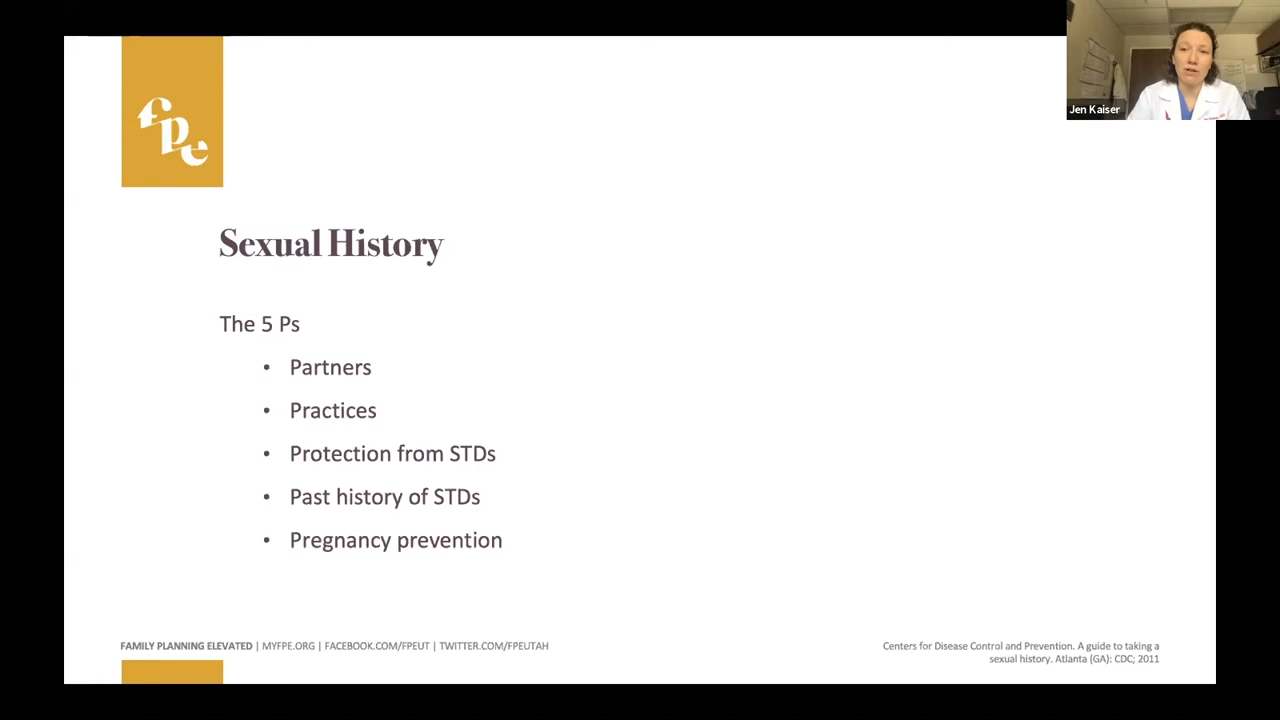 Jen Kaiser
fpe
Sexual History
The 5 Ps
• Partners
• Practices
• Protection from STDs
• Past history of STDs
• Pregnancy prevention
FAMILY PLANNING ELEVATED | MYFPE.ORG | FACEBOOK.COM/FPEUT | TWITTER.COM/FPEUTAH
Centers for Disease Control and Prevention. A guide to taking a
sexual history. Atlanta (GA): CDC; 2011